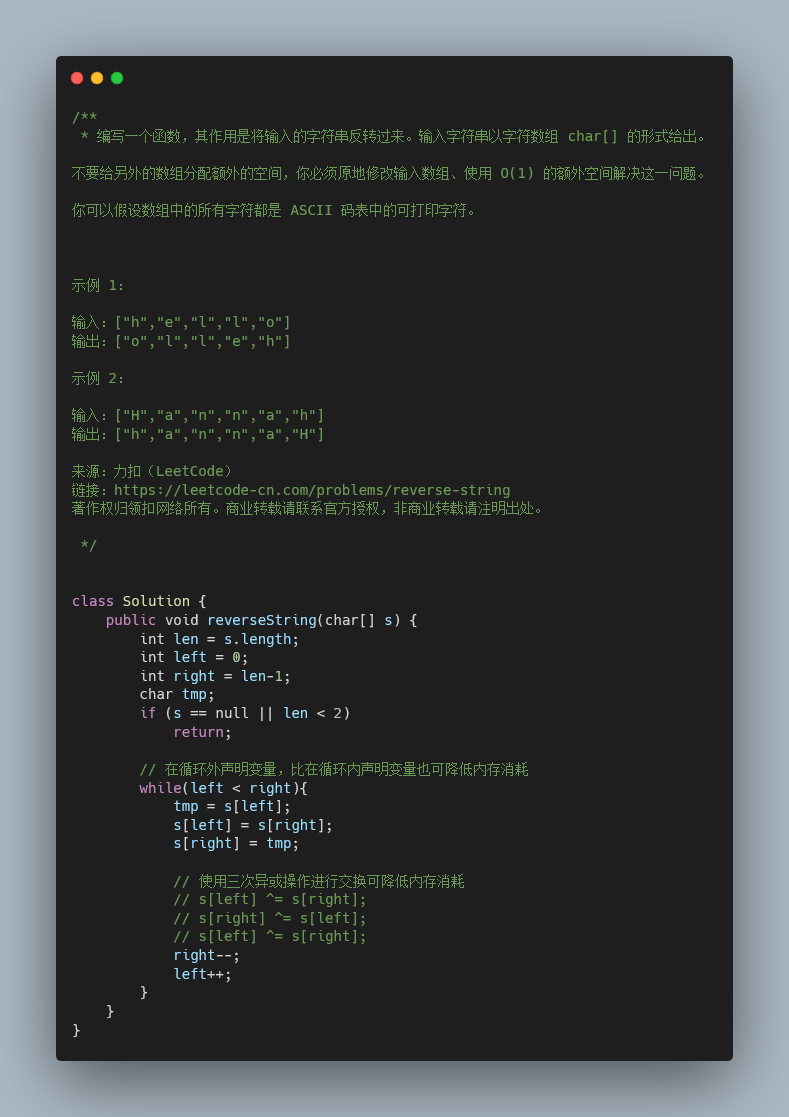 /**
 * 编写一个函数，其作用是将输入的字符串反转过来。输入字符串以字符数组 char[] 的形式给出。
不要给另外的数组分配额外的空间，你必须原地修改输入数组、使用 O(1) 的额外空间解决这一问题。
你可以假设数组中的所有字符都是 ASCII 码表中的可打印字符。
示例 1：
输入：["h","e","l","l","o"]
输出：["o","l","l","e","h"]
示例 2：
输入：["H","a","n","n","a","h"]
输出：["h","a","n","n","a","H"]
来源：力扣（LeetCode）
链接：https://leetcode-cn.com/problems/reverse-string
著作权归领扣网络所有。商业转载请联系官方授权，非商业转载请注明出处。
 */
class Solution {
    public void reverseString(char[] s) {
        int len = s.length;
        int left = 0;
        int right = len-1;
        char tmp;
        if (s == null || len < 2)
            return;
        // 在循环外声明变量，比在循环内声明变量也可降低内存消耗
        while(left < right){
            tmp = s[left];
            s[left] = s[right];
            s[right] = tmp;
            // 使用三次异或操作进行交换可降低内存消耗
            // s[left] ^= s[right];
            // s[right] ^= s[left];
            // s[left] ^= s[right];
            right--;
            left++;
        }
    }
}